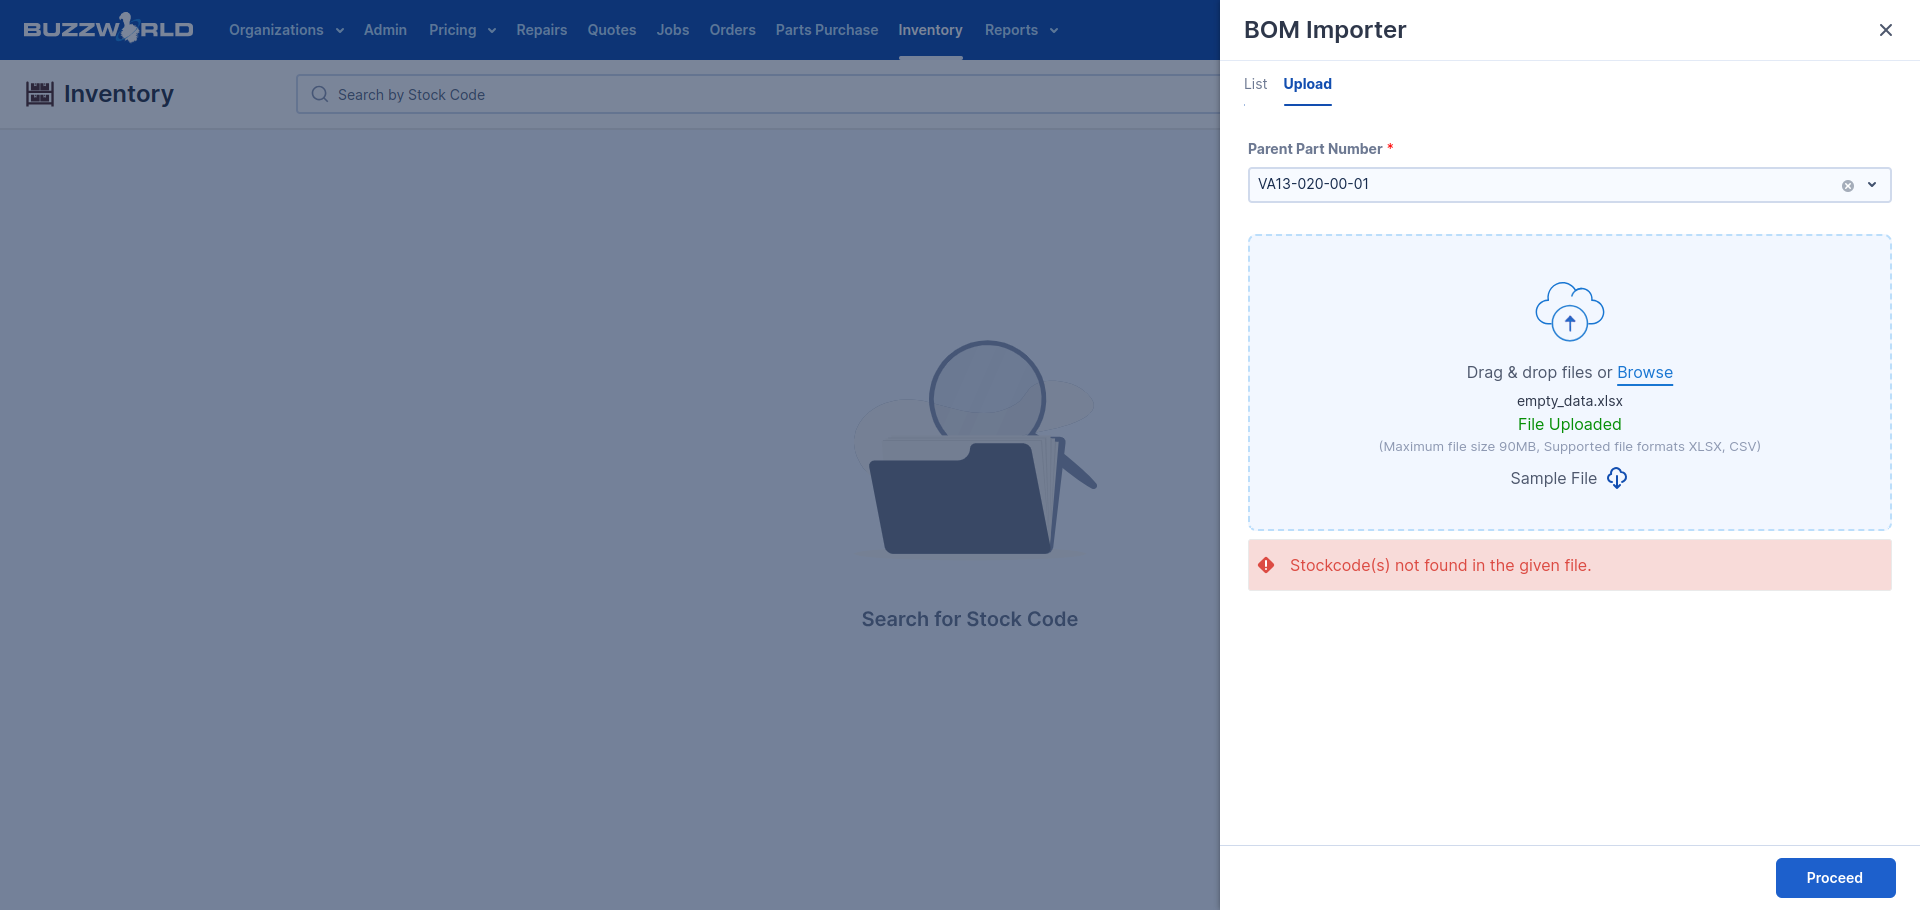 BUZZWORLD
Organizations Admin Pricing Repairs Quotes Jobs Orders Parts Purchase Inventory Reports
Inventory
Search by Stock Code
Search for Stock Code
BOM Importer
List Upload
Parent Part Number *
VA13-020-00-01
Drag & drop files or Browse
empty_data.xlsx
File Uploaded
(Maximum file size 90MB, Supported file formats XLSX, CSV)
Sample File
Stockcode(s) not found in the given file.
Proceed